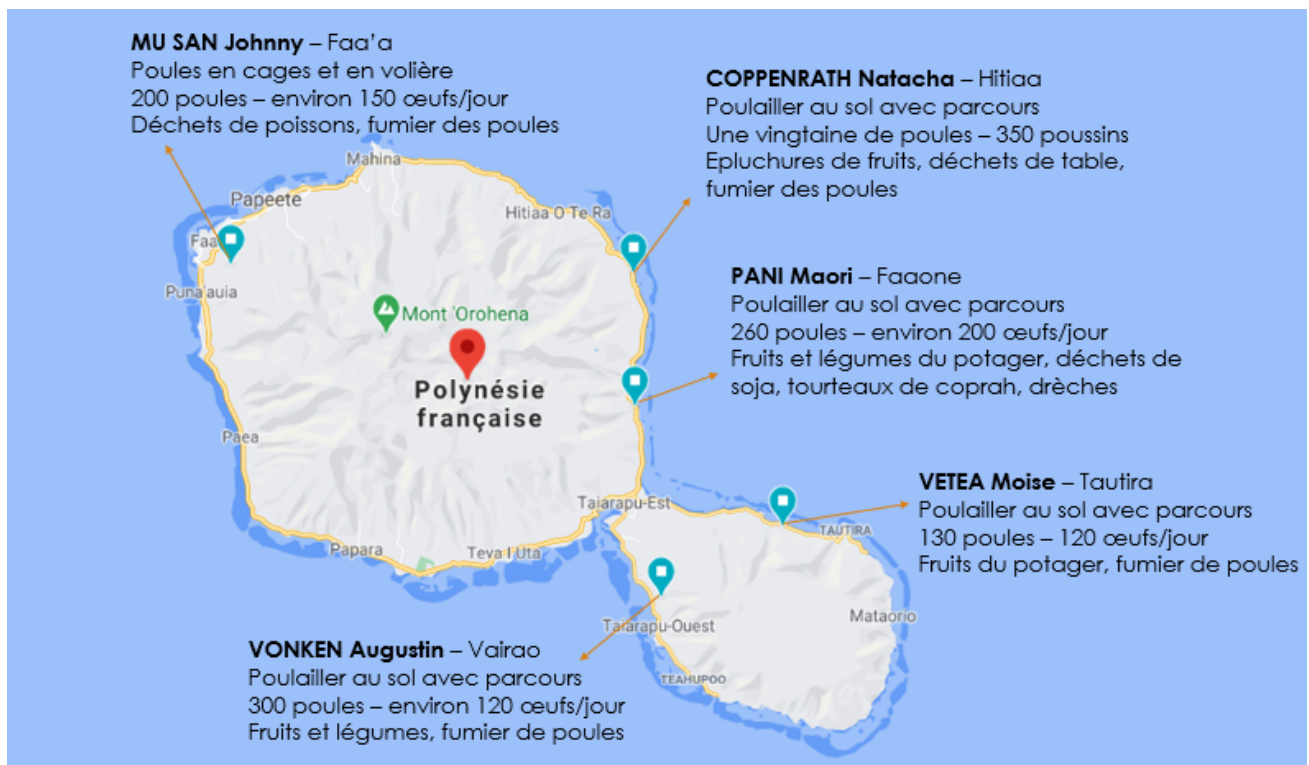 MU SAN Johnny – Faa'a
Poules en cages et en volière
200 poules – environ 150 œufs/jour
Déchets de poissons, fumier des poules
COPPENRATH Natacha – Hitiaa
Poulailler au sol avec parcours
Une vingtaine de poules – 350 poussins
Epluchures de fruits, déchets de table,
fumier des poules
Mahina
Papeete
Hitiaa O Te Ra
Faa
Puna'auia
Mont 'Orohena
Polynésie
française
PANI Maori – Faaone
Poulailler au sol avec parcours
260 poules – environ 200 œufs/jour
Fruits et légumes du potager, déchets de
soja, tourteaux de coprah, drèches
Paea
Taiarapu-Est
VETEA Moise – Tautira
Poulailler au sol avec parcours
130 poules – 120 œufs/jour
Fruits du potager, fumier de poules
TAUTIRA
Papara
Teva I Uta
Mataorio
Taiarapu-Ouest
TEAHUPOO
VONKEN Augustin – Vairao
Poulailler au sol avec parcours
300 poules – environ 120 œufs/jour
Fruits et légumes, fumier de poules